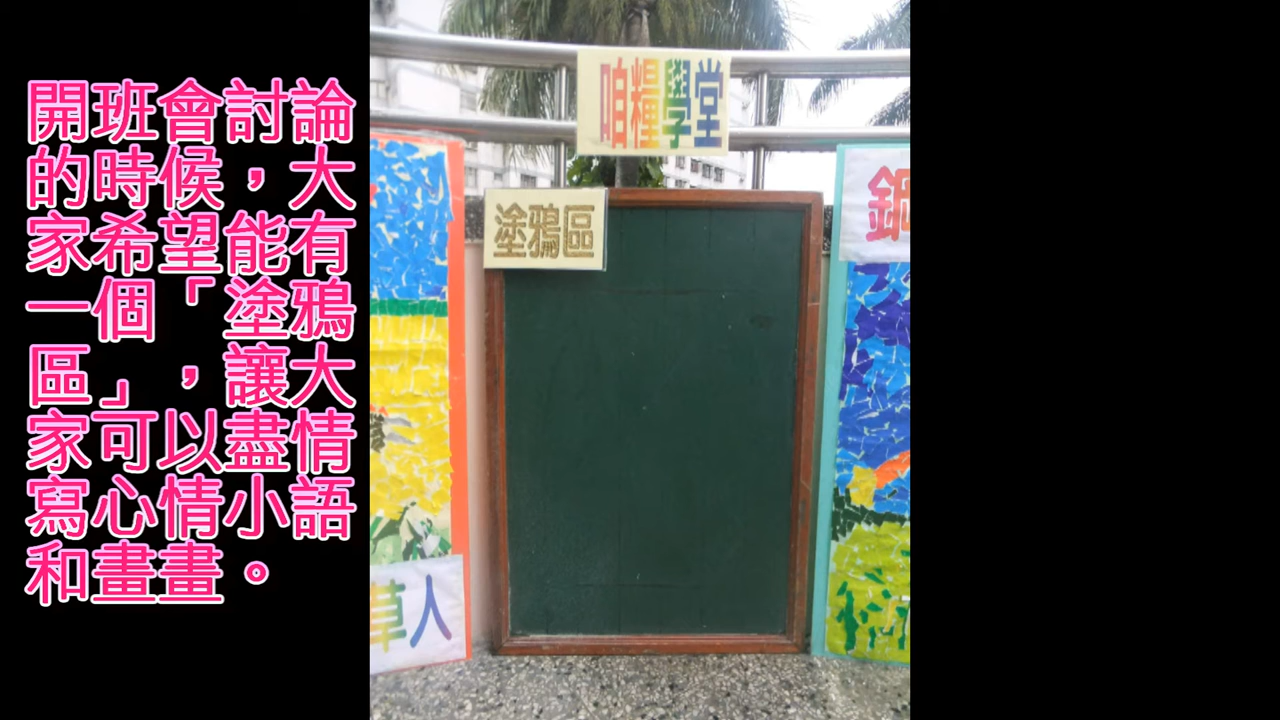 開班會討論
的時候，大
家希望能有
一個「塗鴉
區」，讓大
家可以盡情
寫心情小語
和畫畫。
咱糧學堂
塗鴉區
草人
鋼